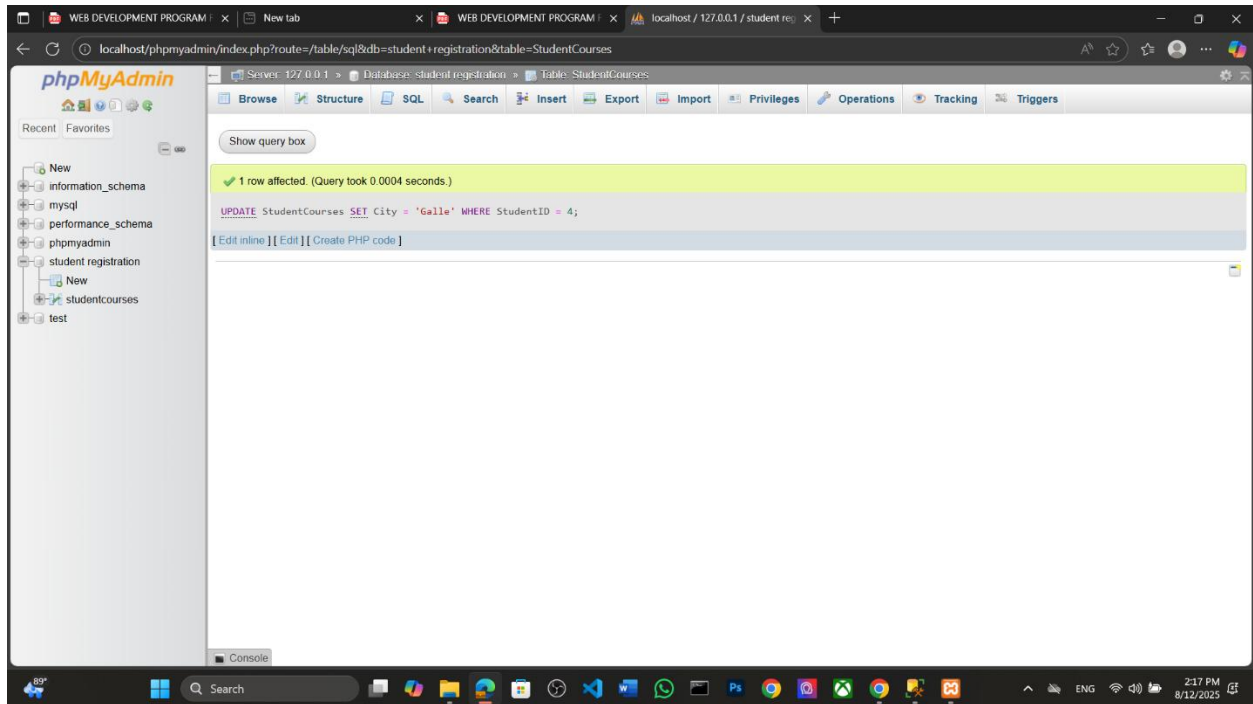 WEB DEVELOPMENT PROGRAM F
New tab
WEB DEVELOPMENT PROGRAM F
localhost / 127.0.0.1 / student reg
localhost/phpmyadmin/index.php?route=/table/sql&db=student+registration&table=StudentCourses
phpMyAdmin
Recent Favorites
New
information_schema
mysql
performance_schema
phpmyadmin
student registration
New
studentcourses
test
Server: 127.0.0.1 » Database: student registration » Table: StudentCourses
Browse Structure SQL Search Insert Export Import Privileges Operations Tracking Triggers
Show query box
1 row affected. (Query took 0.0004 seconds.)
UPDATE StudentCourses SET City = 'Galle' WHERE StudentID = 4;
[ Edit inline ] [ Edit ] [ Create PHP code ]
Console
89°
Search
Ps
ENG
2:17 PM
8/12/2025